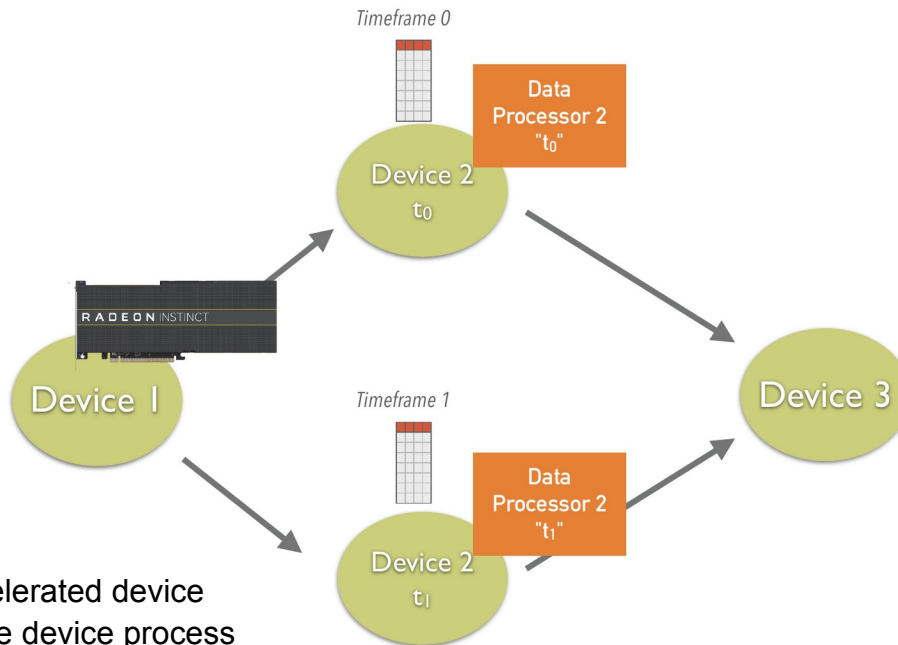 Timeframe 0
Data
Processor 2
"t₀"
Device 2
t₀
RADEON INSTINCT
Device 1
Timeframe 1
Device 3
Data
Processor 2
"t₁"
Device 2
t₁
elerated device
e device process